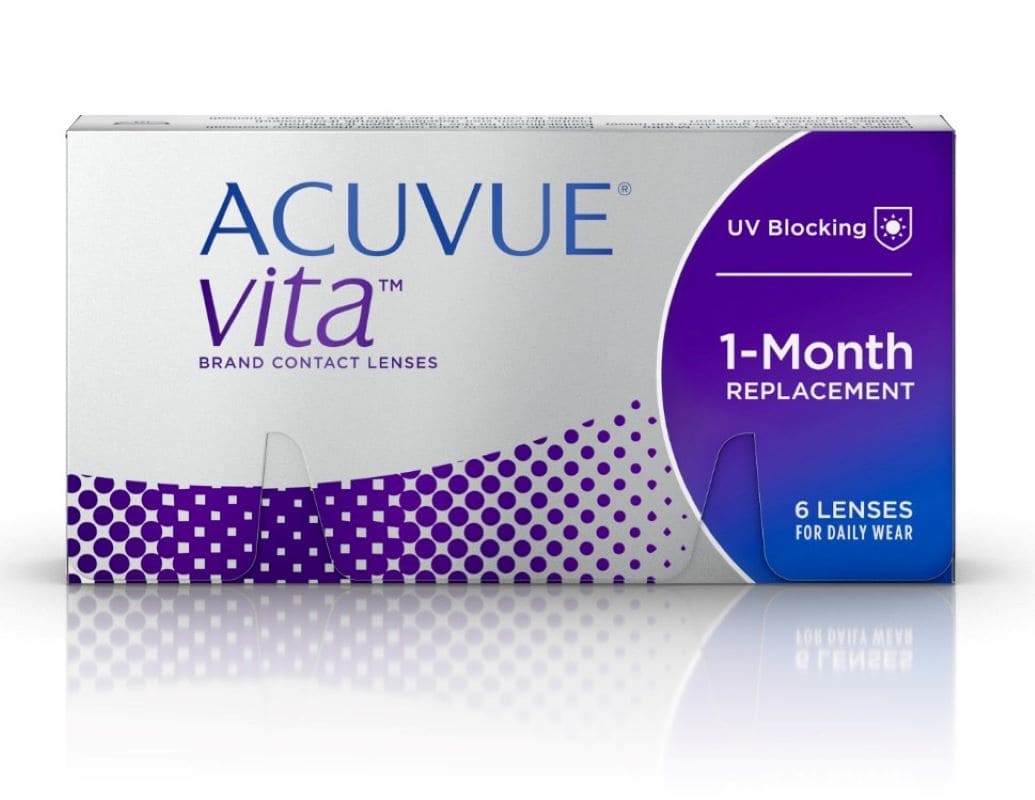 ACUVUE®
vita™
BRAND CONTACT LENSES
UV Blocking
1-Month
REPLACEMENT
6 LENSES
FOR DAILY WEAR